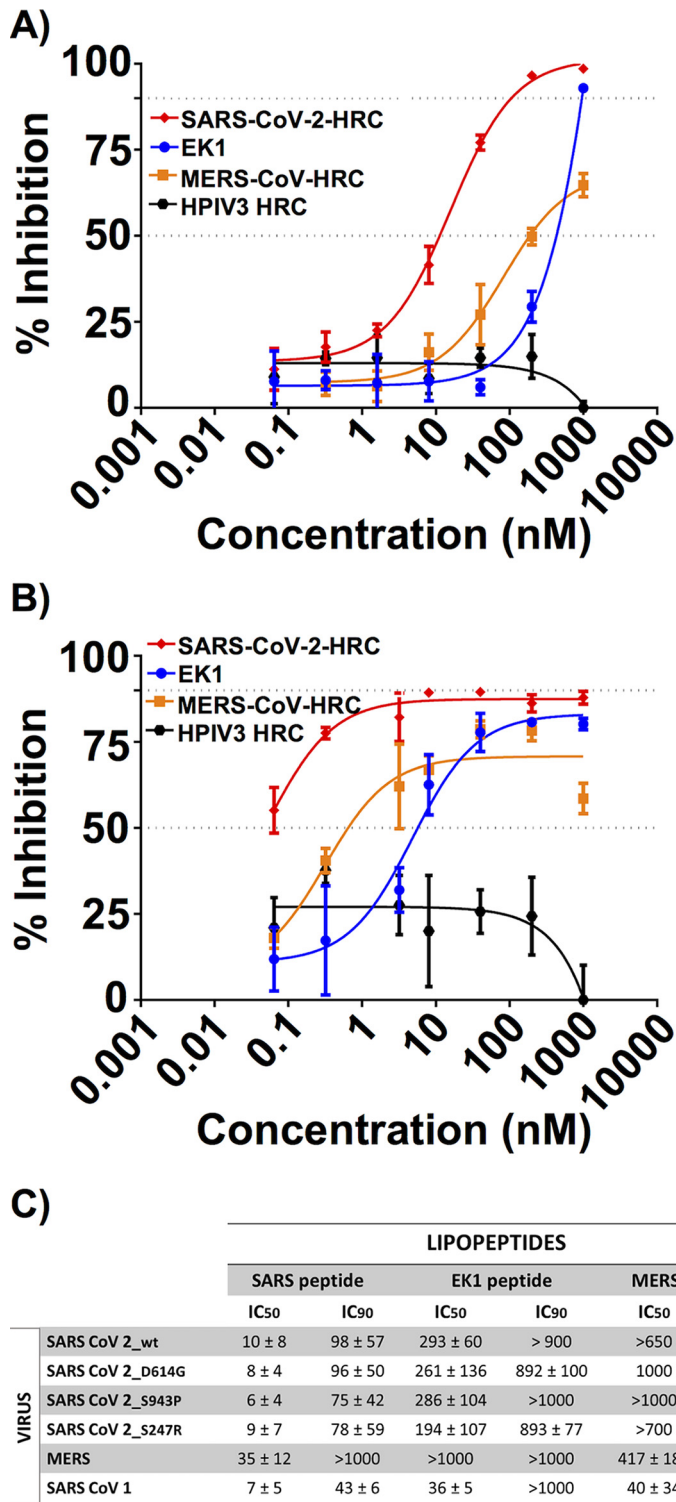 A)
100
75
50
25
0
% Inhibition
SARS-CoV-2-HRC
EK1
MERS-CoV-HRC
HPIV3 HRC
0.001
0.01
0.1
1
10
100
1000
10000
Concentration (nM)
B)
100
75
50
25
0
% Inhibition
SARS-CoV-2-HRC
EK1
MERS-CoV-HRC
HPIV3 HRC
0.001
0.01
0.1
1
10
100
1000
10000
Concentration (nM)
C)
LIPOPEPTIDES
SARS peptide EK1 peptide MERS
IC50 IC90 IC50 IC90 IC50
VIRUS
SARS CoV 2_wt 10 ± 8 98 ± 57 293 ± 60 > 900 >650
SARS CoV 2_D614G 8 ± 4 96 ± 50 261 ± 136 892 ± 100 1000
SARS CoV 2_S943P 6 ± 4 75 ± 42 286 ± 104 >1000 >1000
SARS CoV 2_S247R 9 ± 7 78 ± 59 194 ± 107 893 ± 77 >700
MERS 35 ± 12 >1000 >1000 >1000 417 ± 18
SARS CoV 1 7 ± 5 43 ± 6 36 ± 5 >1000 40 ± 34